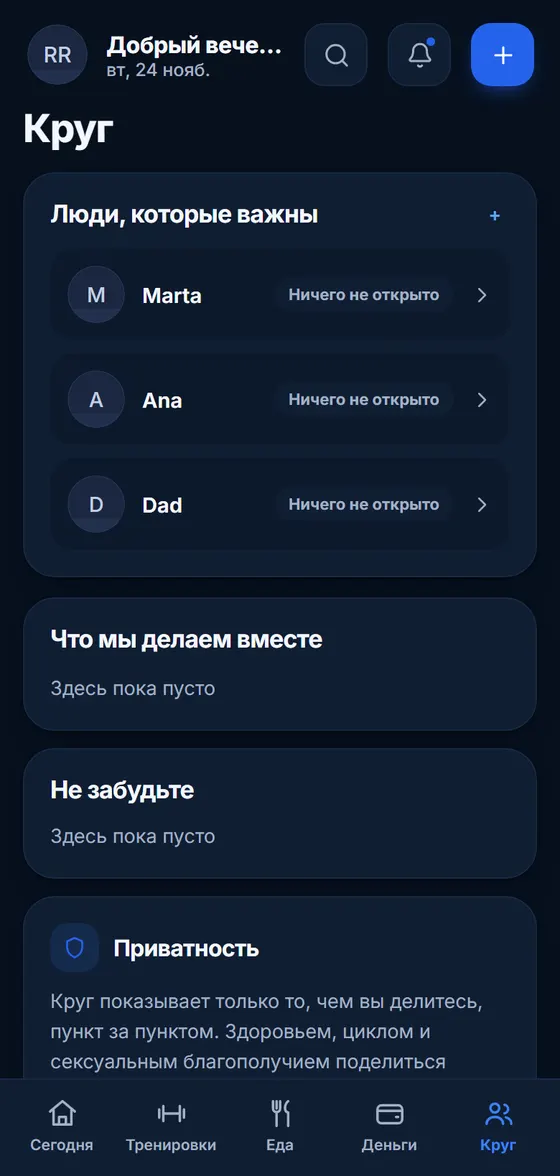 RR
Добрый вече...
вт, 24 нояб.
Круг
Люди, которые важны
+
M
Marta
Ничего не открыто
A
Ana
Ничего не открыто
D
Dad
Ничего не открыто
Что мы делаем вместе
Здесь пока пусто
Не забудьте
Здесь пока пусто
Приватность
Круг показывает только то, чем вы делитесь,
пункт за пунктом. Здоровьем, циклом и
сексуальным благополучием поделиться
Сегодня
Тренировки
Еда
Деньги
Круг